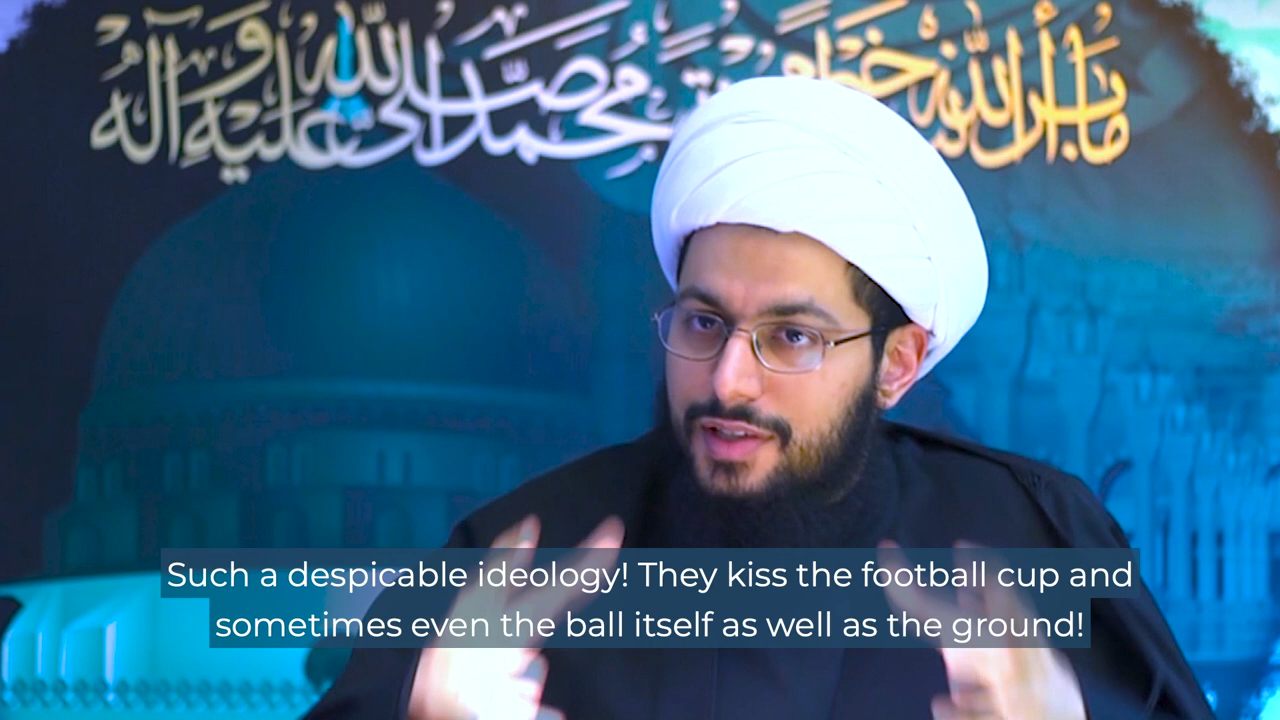 محمد صلى الله عليه وآله
Such a despicable ideology! They kiss the football cup and
sometimes even the ball itself as well as the ground!